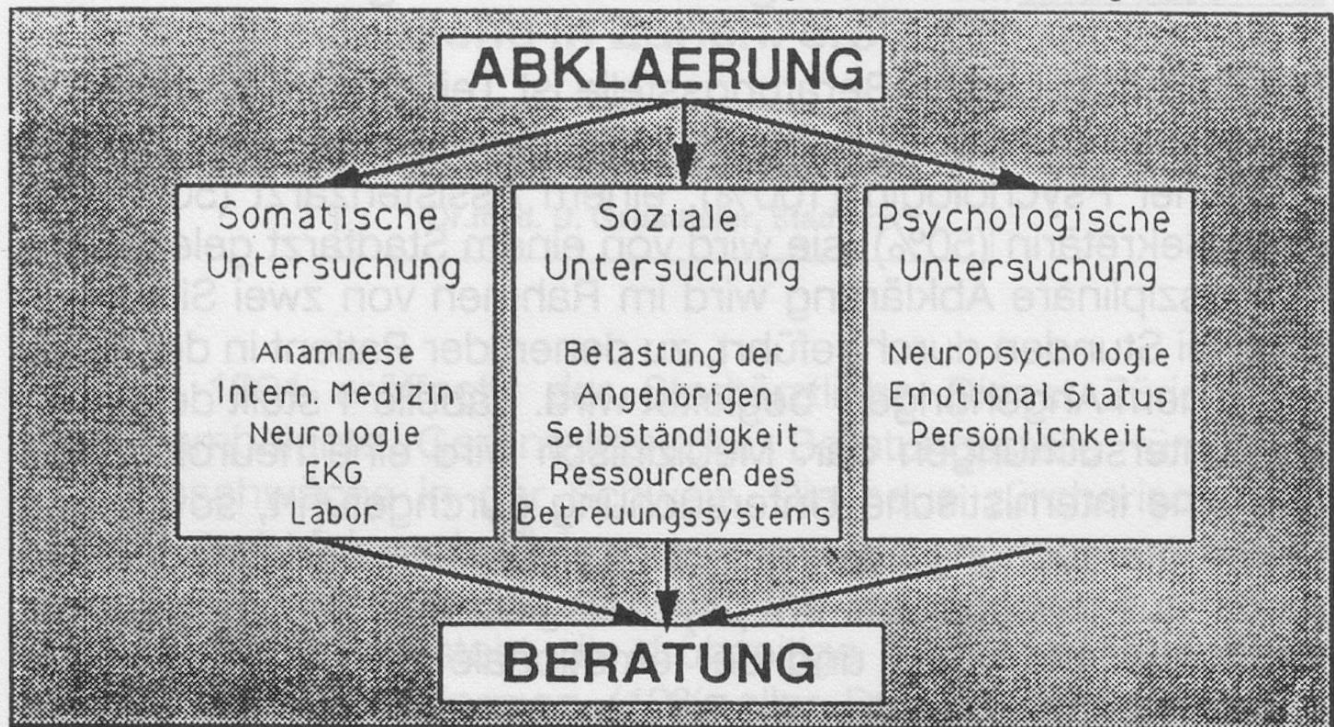 ABKLAERUNG
Somatische
Untersuchung
Anamnese
Intern. Medizin
Neurologie
EKG
Labor
Soziale
Untersuchung
Belastung der
Angehörigen
Selbständigkeit
Ressourcen des
Betreuungssystems
Psychologische
Untersuchung
Neuropsychologie
Emotional Status
Persönlichkeit
BERATUNG